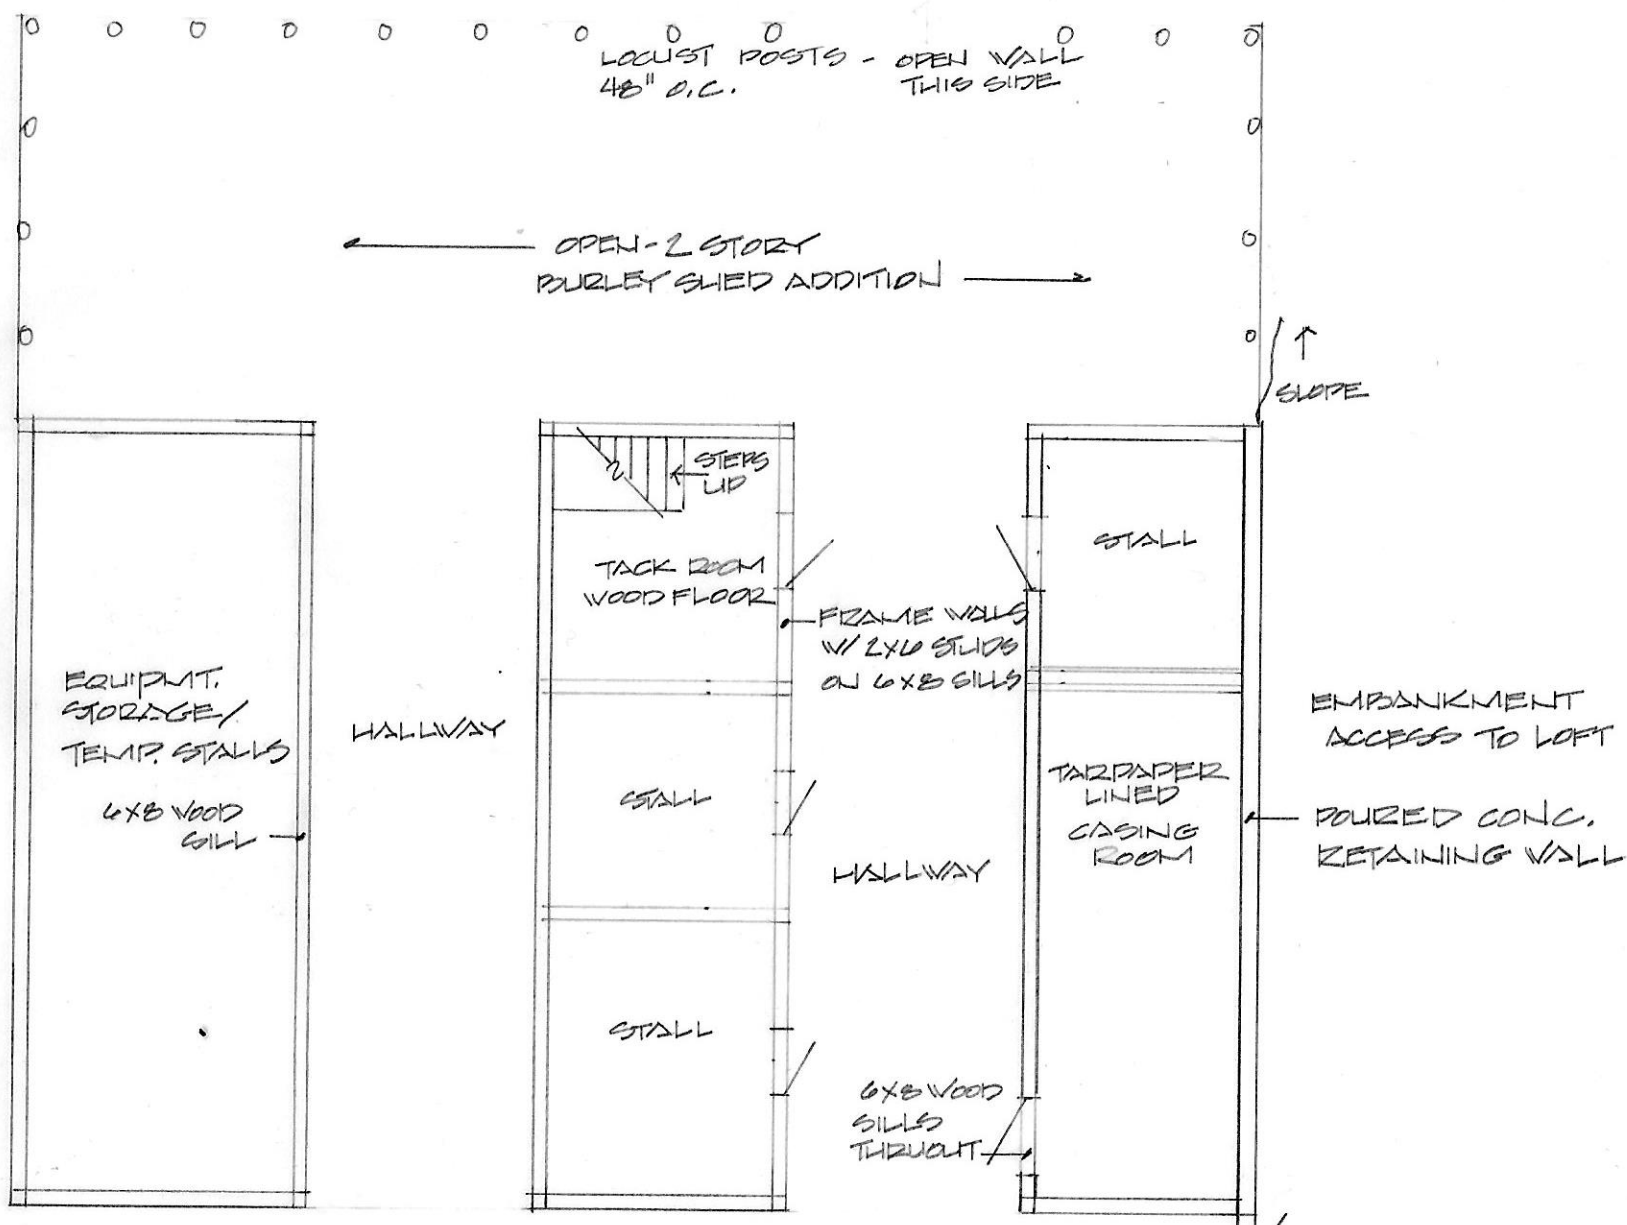 LOCUST POSTS - OPEN WALL
48" O.C. THIS SIDE
OPEN - 2 STORY
BURLEY SHED ADDITION
SLOPE
STEPS
UP
TACK ROOM
WOOD FLOOR
STALL
FRAME WALLS
W/ 2X6 STUDS
ON 6X8 SILLS
EQUIPMT.
STORAGE/
TEMP. STALLS
6X8 WOOD
SILL
HALLWAY
STALL
HALLWAY
STALL
TARPAPER
LINED
CASING
ROOM
EMBANKMENT
ACCESS TO LOFT
POURED CONC.
RETAINING WALL
6X8 WOOD
SILLS
THRUOUT